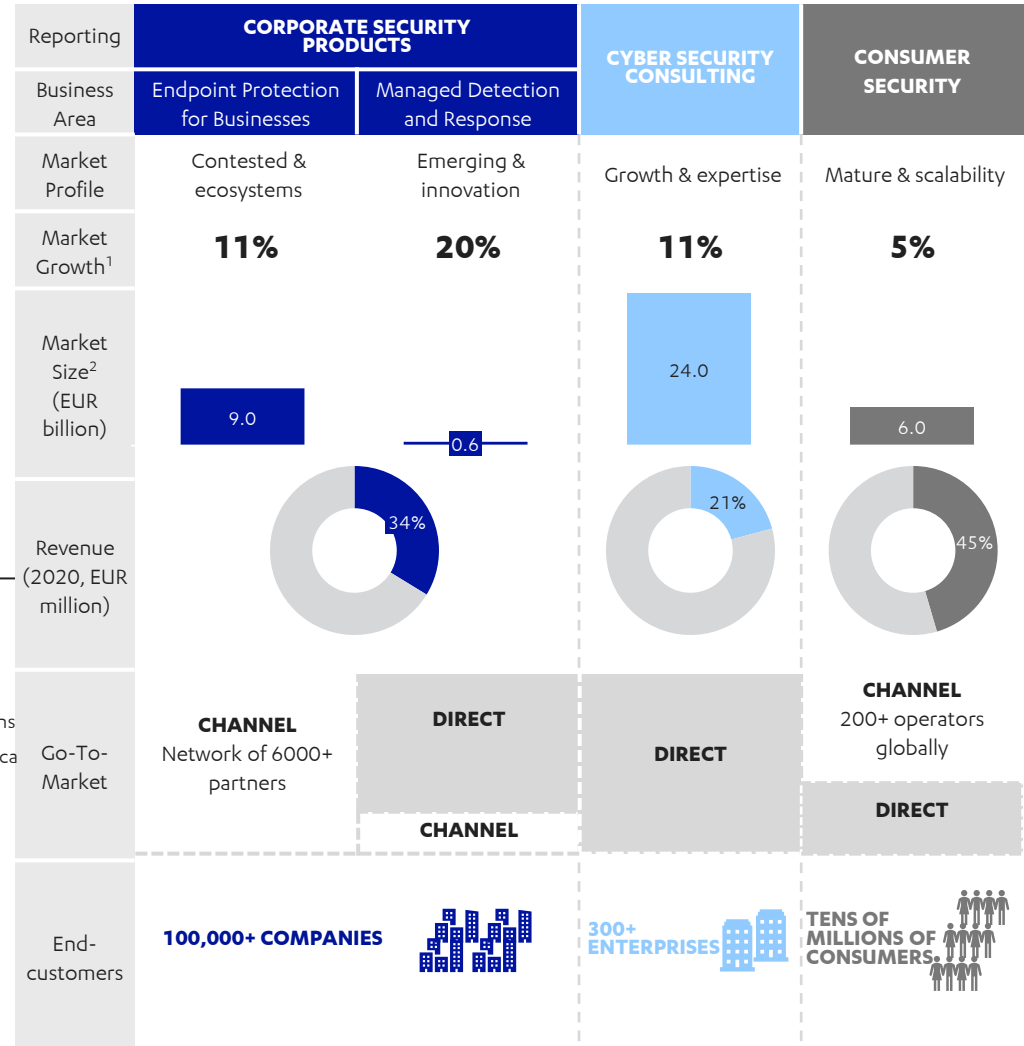 Reporting
CORPORATE SECURITY
PRODUCTS
CYBER SECURITY
CONSULTING
CONSUMER
SECURITY
Business
Area
Endpoint Protection
for Businesses
Managed Detection
and Response
Market
Profile
Contested &
ecosystems
Emerging &
innovation
Growth & expertise
Mature & scalability
Market
Growth¹
11%
20%
11%
5%
Market
Size²
(EUR
billion)
9.0
0.6
24.0
6.0
Revenue
(2020, EUR
million)
34%
21%
45%
ns
ca
Go-To-
Market
CHANNEL
Network of 6000+
partners
DIRECT
CHANNEL
DIRECT
CHANNEL
200+ operators
globally
DIRECT
End-
customers
100,000+ COMPANIES
300+
ENTERPRISES
TENS OF
MILLIONS OF
CONSUMERS